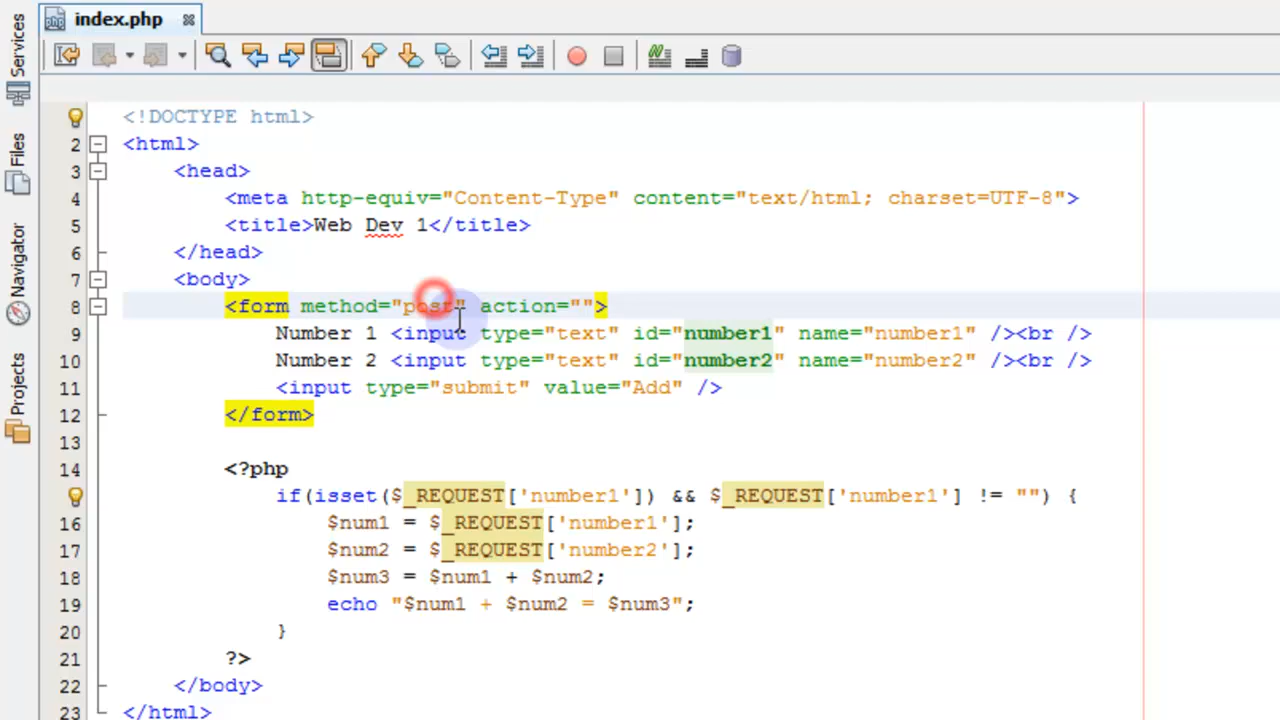 index.php
Services
Files
Navigator
Projects
<!DOCTYPE html>
2 <html>
3 <head>
4 <meta http-equiv="Content-Type" content="text/html; charset=UTF-8">
5 <title>Web Dev 1</title>
6 </head>
7 <body>
8 <form method="post" action="">
9 Number 1 <input type="text" id="number1" name="number1" /><br />
10 Number 2 <input type="text" id="number2" name="number2" /><br />
11 <input type="submit" value="Add" />
12 </form>
13
14 <?php
if(isset($_REQUEST['number1']) && $_REQUEST['number1'] != "") {
16 $num1 = $_REQUEST['number1'];
17 $num2 = $_REQUEST['number2'];
18 $num3 = $num1 + $num2;
19 echo "$num1 + $num2 = $num3";
20 }
21 ?>
22 </body>
23 </html>